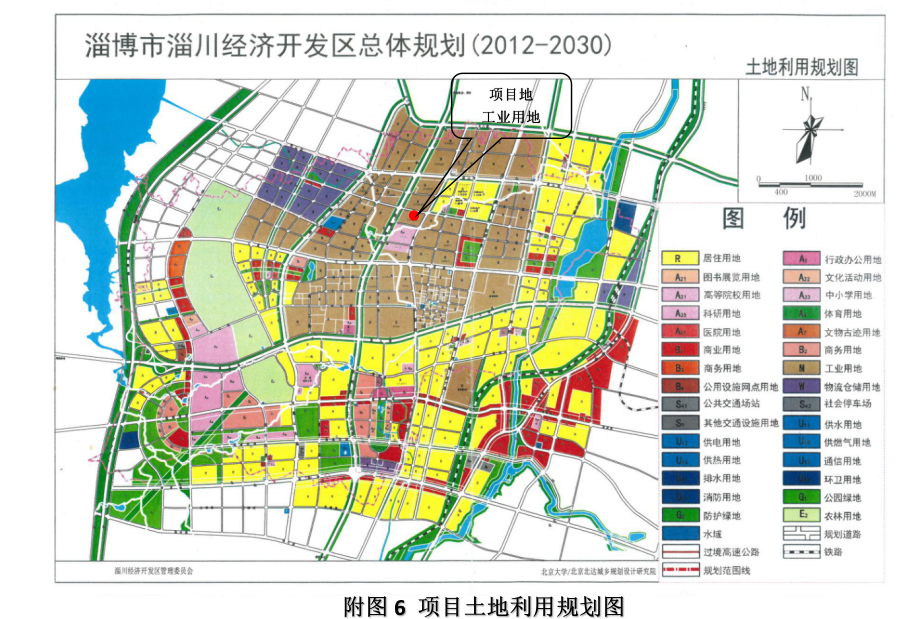 淄博市淄川经济开发区总体规划(2012-2030)
土地利用规划图
项目地
工业用地
N
0 1000
400 2000M
图 例
R 居住用地
A₂₁ 图书展览用地
高等院校用地
A₃₅ 科研用地
医院用地
商业用地
商务用地
公用设施网点用地
公共交通场站
其他交通设施用地
供电用地
供热用地
排水用地
消防用地
防护绿地
水域
过境高速公路
规划范围线
行政办公用地
A₂₂ 文化活动用地
A₃₃ 中小学用地
体育用地
文物古迹用地
B₂ 商务用地
M 工业用地
W 物流仓储用地
S₄₂ 社会停车场
供水用地
供燃气用地
通信用地
环卫用地
G₁ 公园绿地
E₂ 农林用地
规划道路
铁路
淄川经济开发区管理委员会
北京大学/北京北达城乡规划设计研究院
附图 6 项目土地利用规划图